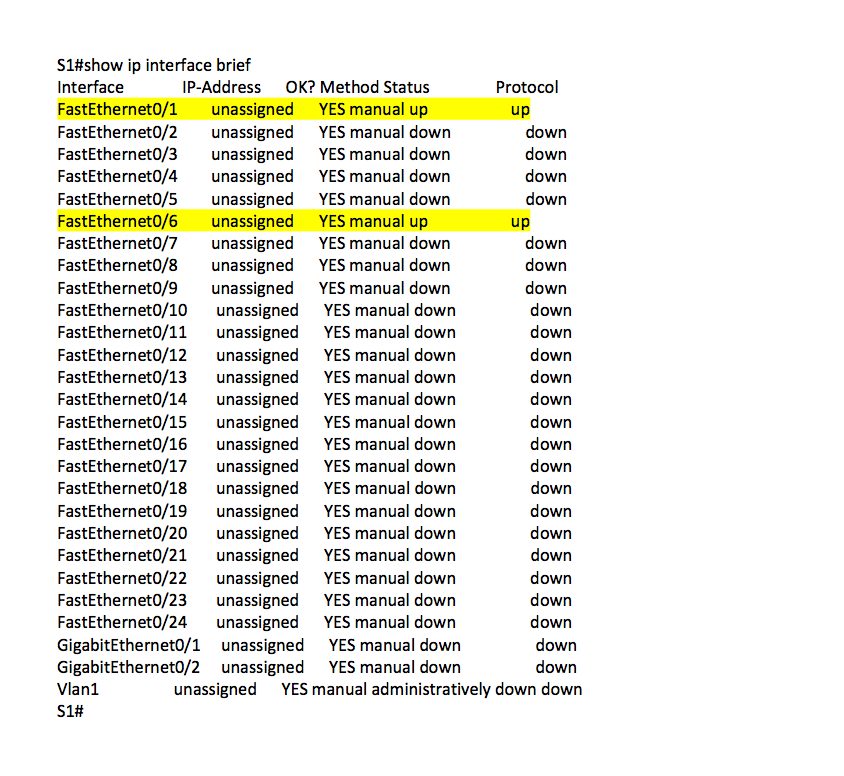 S1#show ip interface brief
Interface IP-Address OK? Method Status Protocol
FastEthernet0/1 unassigned YES manual up up
FastEthernet0/2 unassigned YES manual down down
FastEthernet0/3 unassigned YES manual down down
FastEthernet0/4 unassigned YES manual down down
FastEthernet0/5 unassigned YES manual down down
FastEthernet0/6 unassigned YES manual up up
FastEthernet0/7 unassigned YES manual down down
FastEthernet0/8 unassigned YES manual down down
FastEthernet0/9 unassigned YES manual down down
FastEthernet0/10 unassigned YES manual down down
FastEthernet0/11 unassigned YES manual down down
FastEthernet0/12 unassigned YES manual down down
FastEthernet0/13 unassigned YES manual down down
FastEthernet0/14 unassigned YES manual down down
FastEthernet0/15 unassigned YES manual down down
FastEthernet0/16 unassigned YES manual down down
FastEthernet0/17 unassigned YES manual down down
FastEthernet0/18 unassigned YES manual down down
FastEthernet0/19 unassigned YES manual down down
FastEthernet0/20 unassigned YES manual down down
FastEthernet0/21 unassigned YES manual down down
FastEthernet0/22 unassigned YES manual down down
FastEthernet0/23 unassigned YES manual down down
FastEthernet0/24 unassigned YES manual down down
GigabitEthernet0/1 unassigned YES manual down down
GigabitEthernet0/2 unassigned YES manual down down
Vlan1 unassigned YES manual administratively down down
S1#